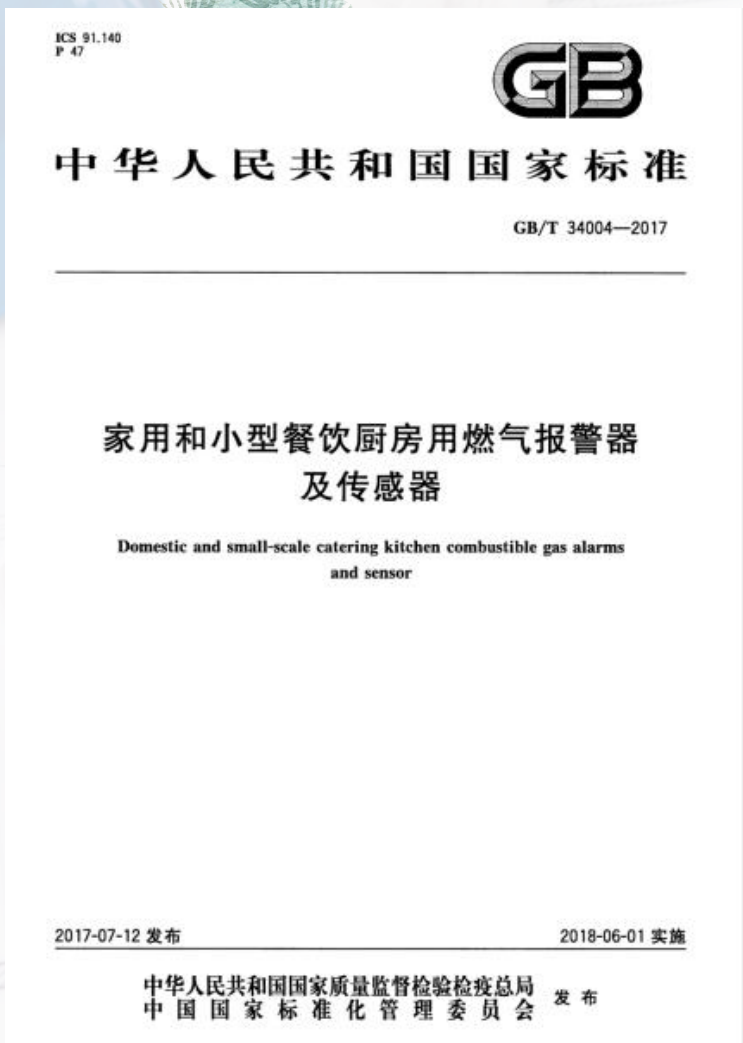 ICS 91.140
P 47
GB
中华人民共和国国家标准
GB/T 34004—2017
家用和小型餐饮厨房用燃气报警器
及传感器
Domestic and small-scale catering kitchen combustible gas alarms
and sensor
2017-07-12 发布
2018-06-01 实施
中华人民共和国国家质量监督检验检疫总局
中国国家标准化管理委员会
发布